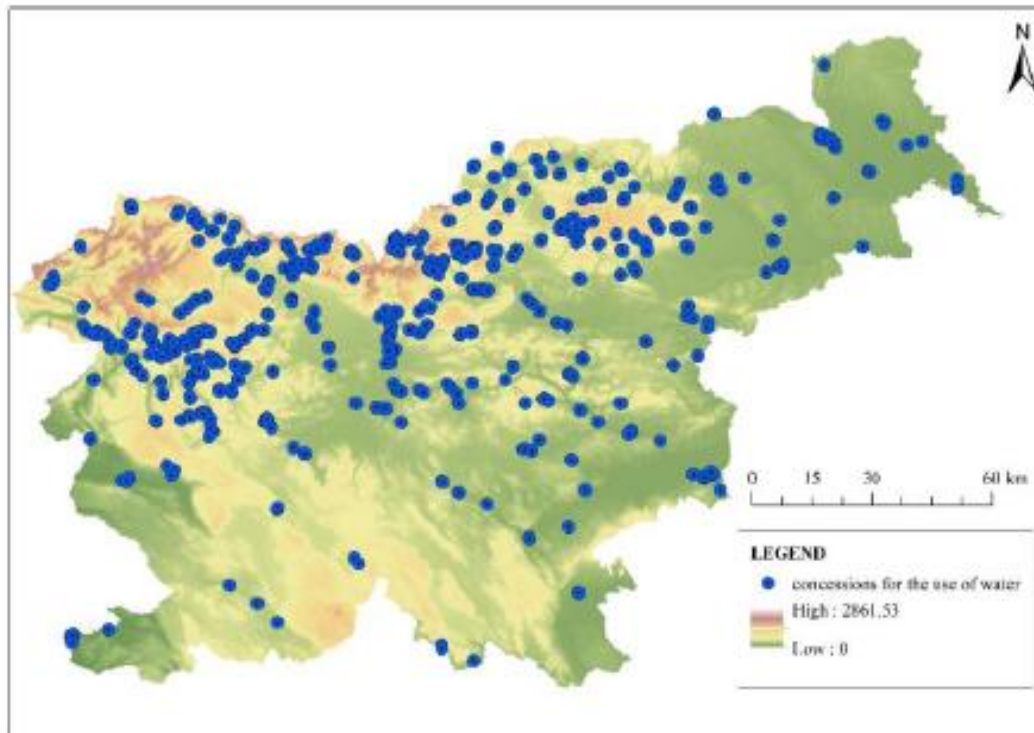 N
0 15 30 60 km
LEGEND
concessions for the use of water
High : 2861.53
Low : 0